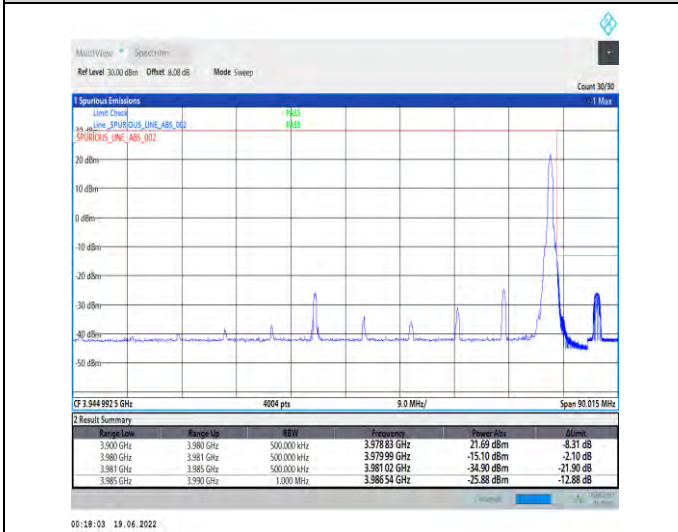 MultiView Spectrum
Ref Level 30.00 dBm Offset 8.08 dB Mode Sweep
Count 30/30
1 Spurious Emissions 1 Max
Limit Check PASS
Line _SPURIOUS_LINE_ABS_002 PASS
30 dBm
SPURIOUS_LINE_ABS_002
20 dBm
10 dBm
0 dBm
-10 dBm
-20 dBm
-30 dBm
-40 dBm
-50 dBm
CF 3.944 992 5 GHz 4004 pts 9.0 MHz/ Span 90.015 MHz
2 Result Summary
Range Low Range Up RBW Frequency Power Abs ΔLimit
3.900 GHz 3.980 GHz 500.000 kHz 3.978 83 GHz 21.69 dBm -8.31 dB
3.980 GHz 3.981 GHz 500.000 kHz 3.979 99 GHz -15.10 dBm -2.10 dB
3.981 GHz 3.985 GHz 500.000 kHz 3.981 02 GHz -34.90 dBm -21.90 dB
3.985 GHz 3.990 GHz 1.000 MHz 3.986 54 GHz -25.88 dBm -12.88 dB
00:18:03 19.06.2022